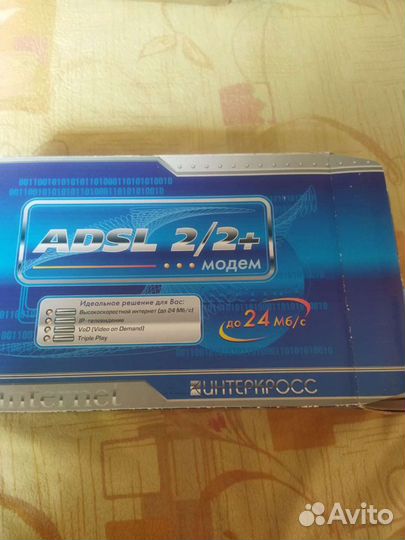 ADSL 2/2+
модем
Идеальное решение для Вас:
Высокоскоростной интернет (до 24 Мб/с)
IP-телевидение
VoD (Video on Demand)
Triple Play
до 24 Мб/с
ИНТЕРКРОСС
nternet
Avito